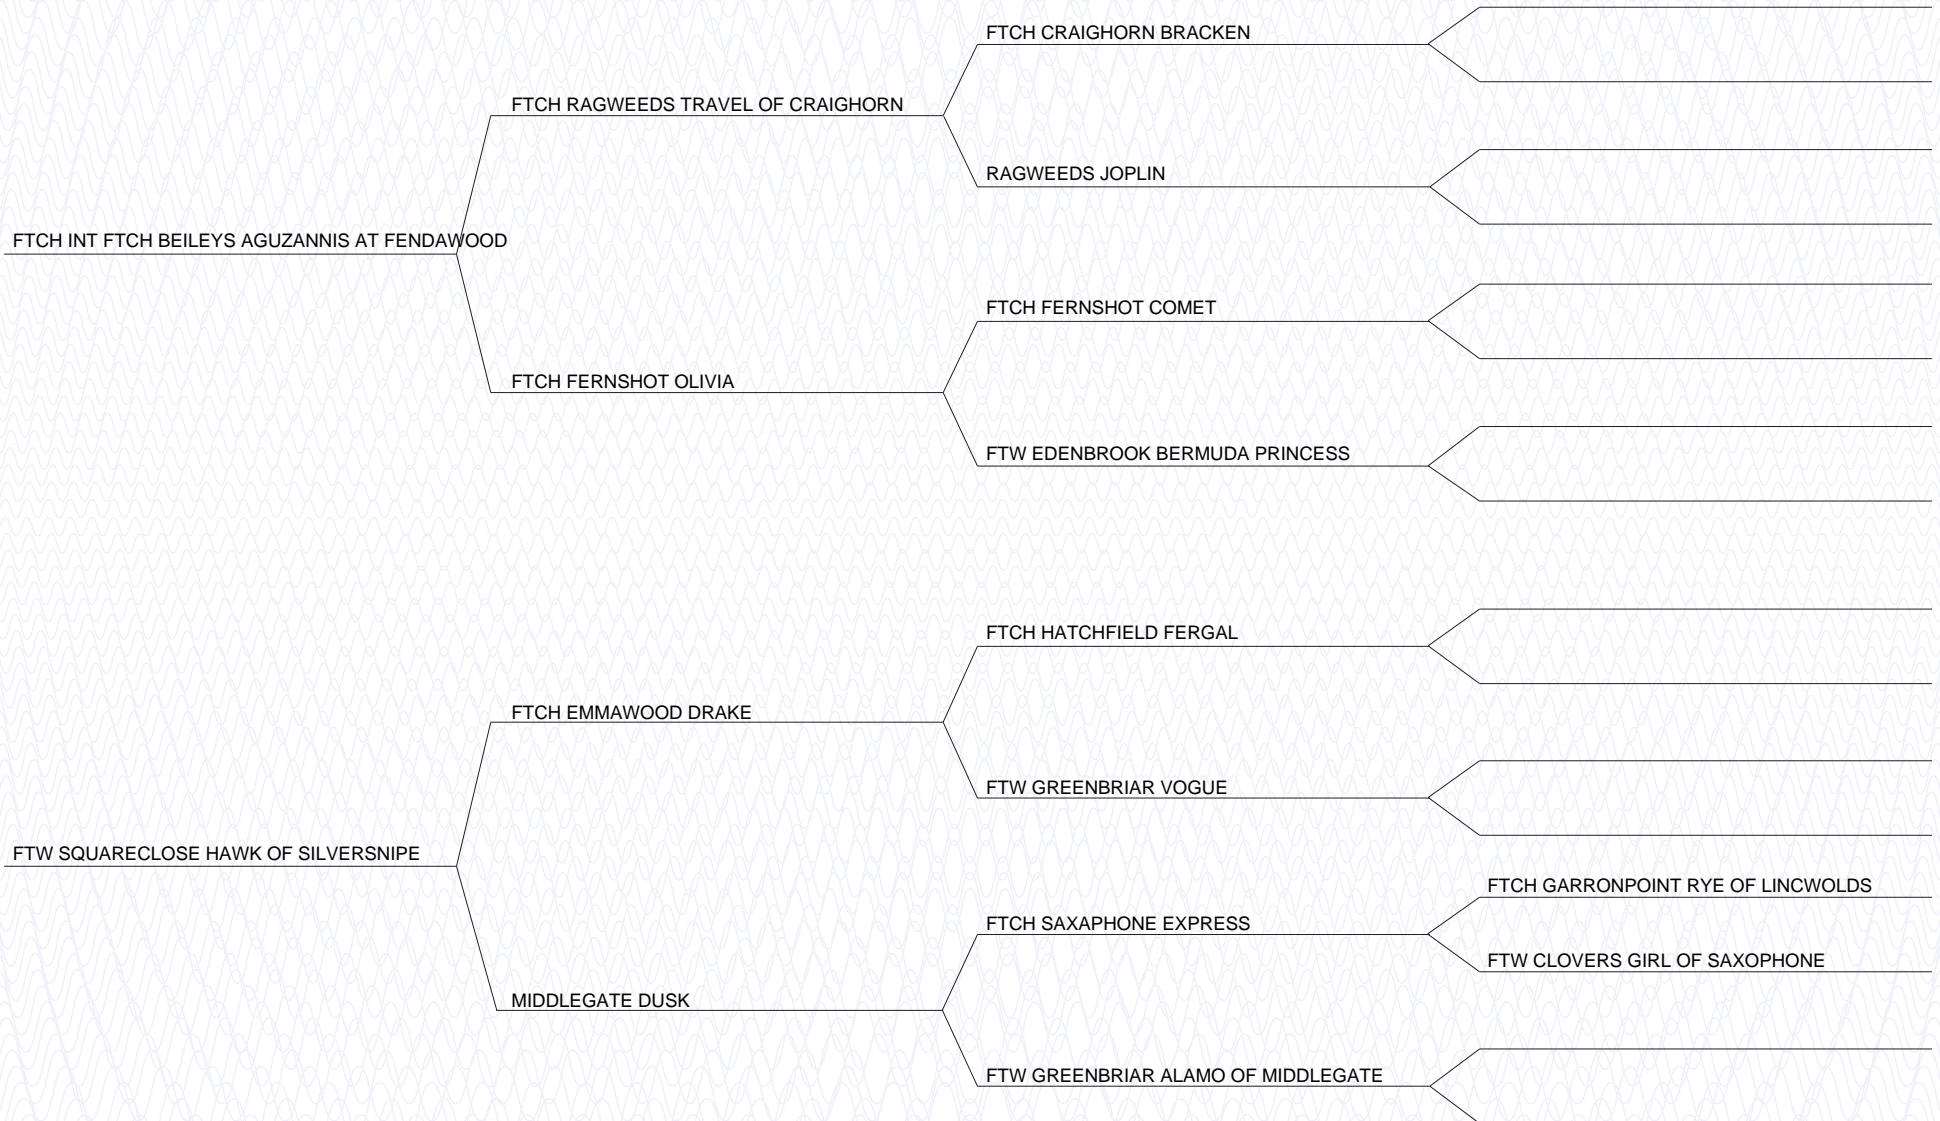 FTCH CRAIGHORN BRACKEN
FTCH RAGWEEDS TRAVEL OF CRAIGHORN
RAGWEEDS JOPLIN
FTCH INT FTCH BEILEYS AGUZANNIS AT FENDAWOOD
FTCH FERNSHOT COMET
FTCH FERNSHOT OLIVIA
FTW EDENBROOK BERMUDA PRINCESS
FTCH HATCHFIELD FERGAL
FTCH EMMAWOOD DRAKE
FTW GREENBRIAR VOGUE
FTW SQUARECLOSE HAWK OF SILVERSNIPE
FTCH GARRONPOINT RYE OF LINCWOLDS
FTCH SAXAPHONE EXPRESS
FTW CLOVERS GIRL OF SAXOPHONE
MIDDLEGATE DUSK
FTW GREENBRIAR ALAMO OF MIDDLEGATE